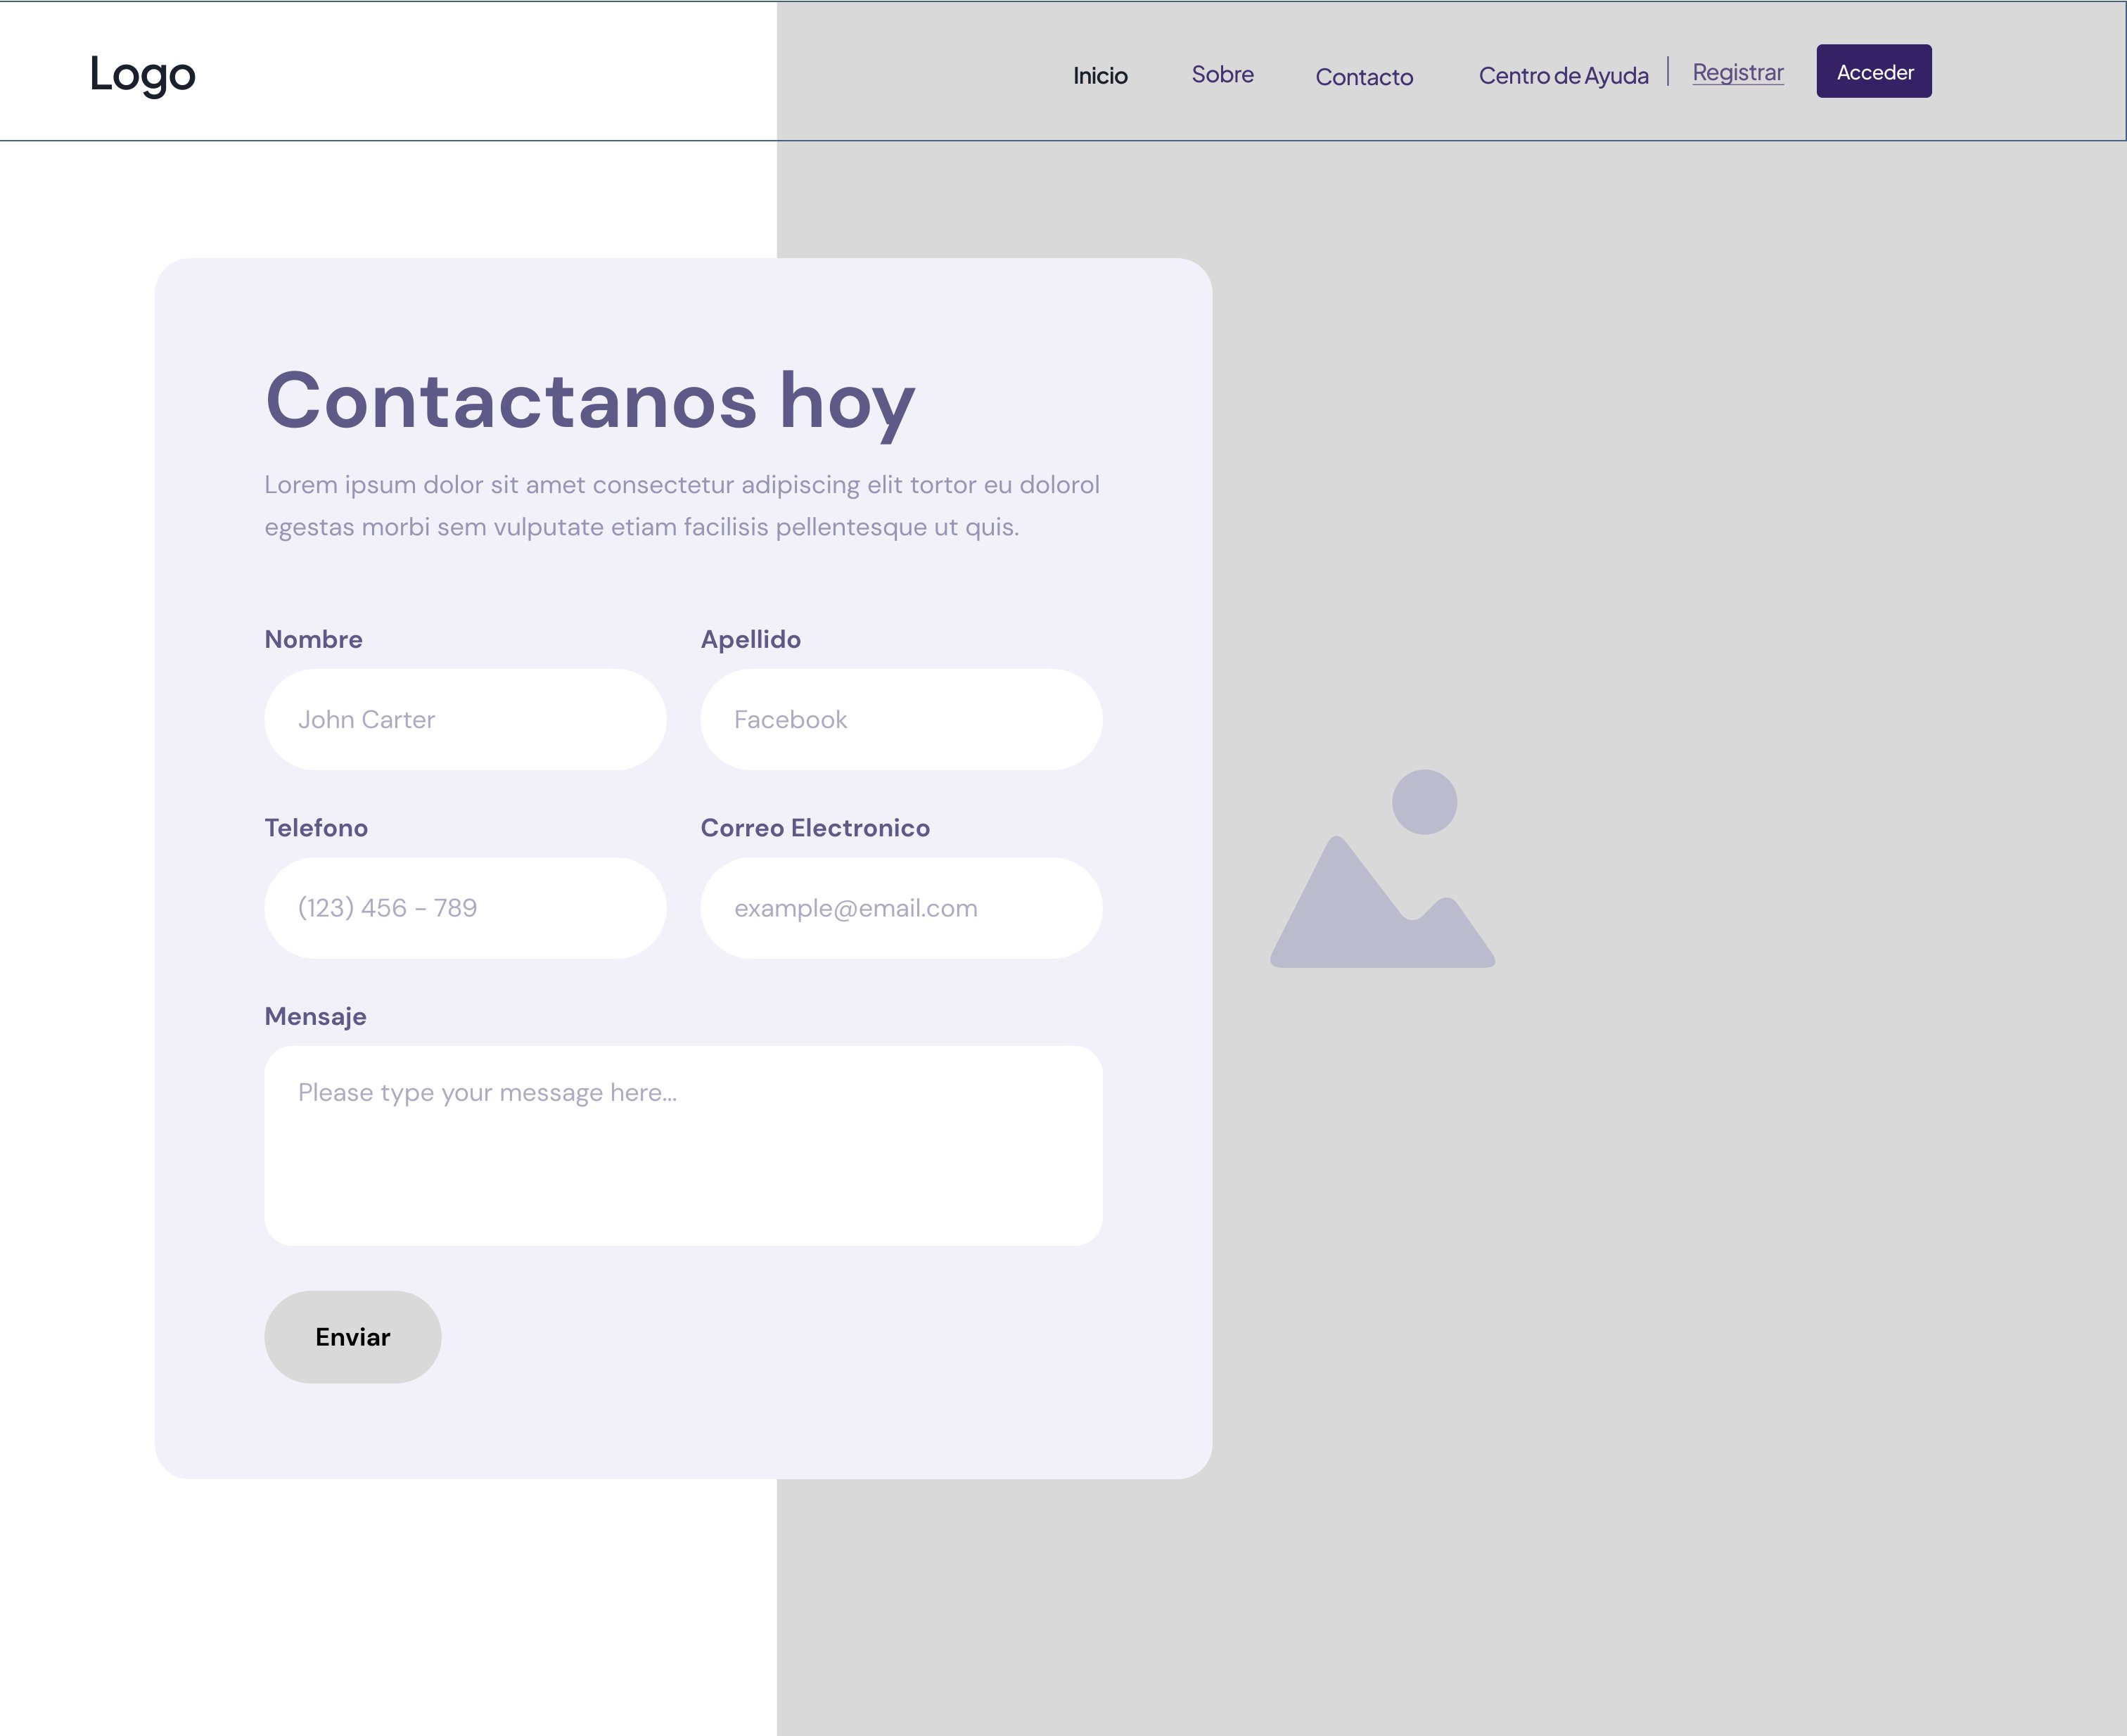 Logo
Inicio Sobre Contacto Centro de Ayuda Registrar Acceder
Contactanos hoy
Lorem ipsum dolor sit amet consectetur adipiscing elit tortor eu dolorol
egestas morbi sem vulputate etiam facilisis pellentesque ut quis.
Nombre
Apellido
John Carter
Facebook
Telefono
Correo Electronico
(123) 456 - 789
example@email.com
Mensaje
Please type your message here...
Enviar